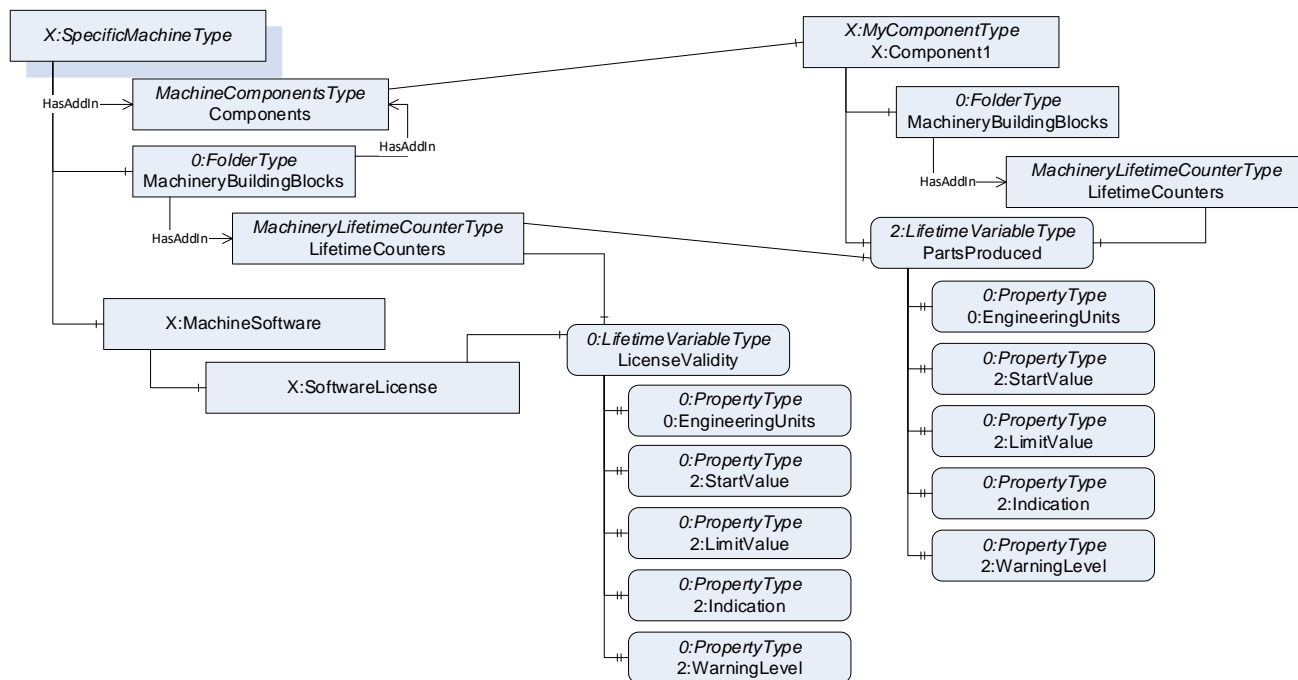 X:SpecificMachineType
HasAddIn
MachineComponentsType
Components
HasAddIn
0:FolderType
MachineryBuildingBlocks
HasAddIn
MachineryLifetimeCounterType
LifetimeCounters
X:MachineSoftware
X:SoftwareLicense
0:LifetimeVariableType
LicenseValidity
0:PropertyType
0:EngineeringUnits
0:PropertyType
2:StartValue
0:PropertyType
2:LimitValue
0:PropertyType
2:Indication
0:PropertyType
2:WarningLevel
X:MyComponentType
X:Component1
0:FolderType
MachineryBuildingBlocks
HasAddIn
MachineryLifetimeCounterType
LifetimeCounters
2:LifetimeVariableType
PartsProduced
0:PropertyType
0:EngineeringUnits
0:PropertyType
2:StartValue
0:PropertyType
2:LimitValue
0:PropertyType
2:Indication
0:PropertyType
2:WarningLevel